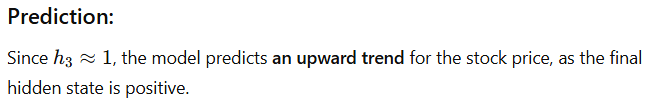 Prediction:
Since h₃ ≈ 1, the model predicts an upward trend for the stock price, as the final
hidden state is positive.